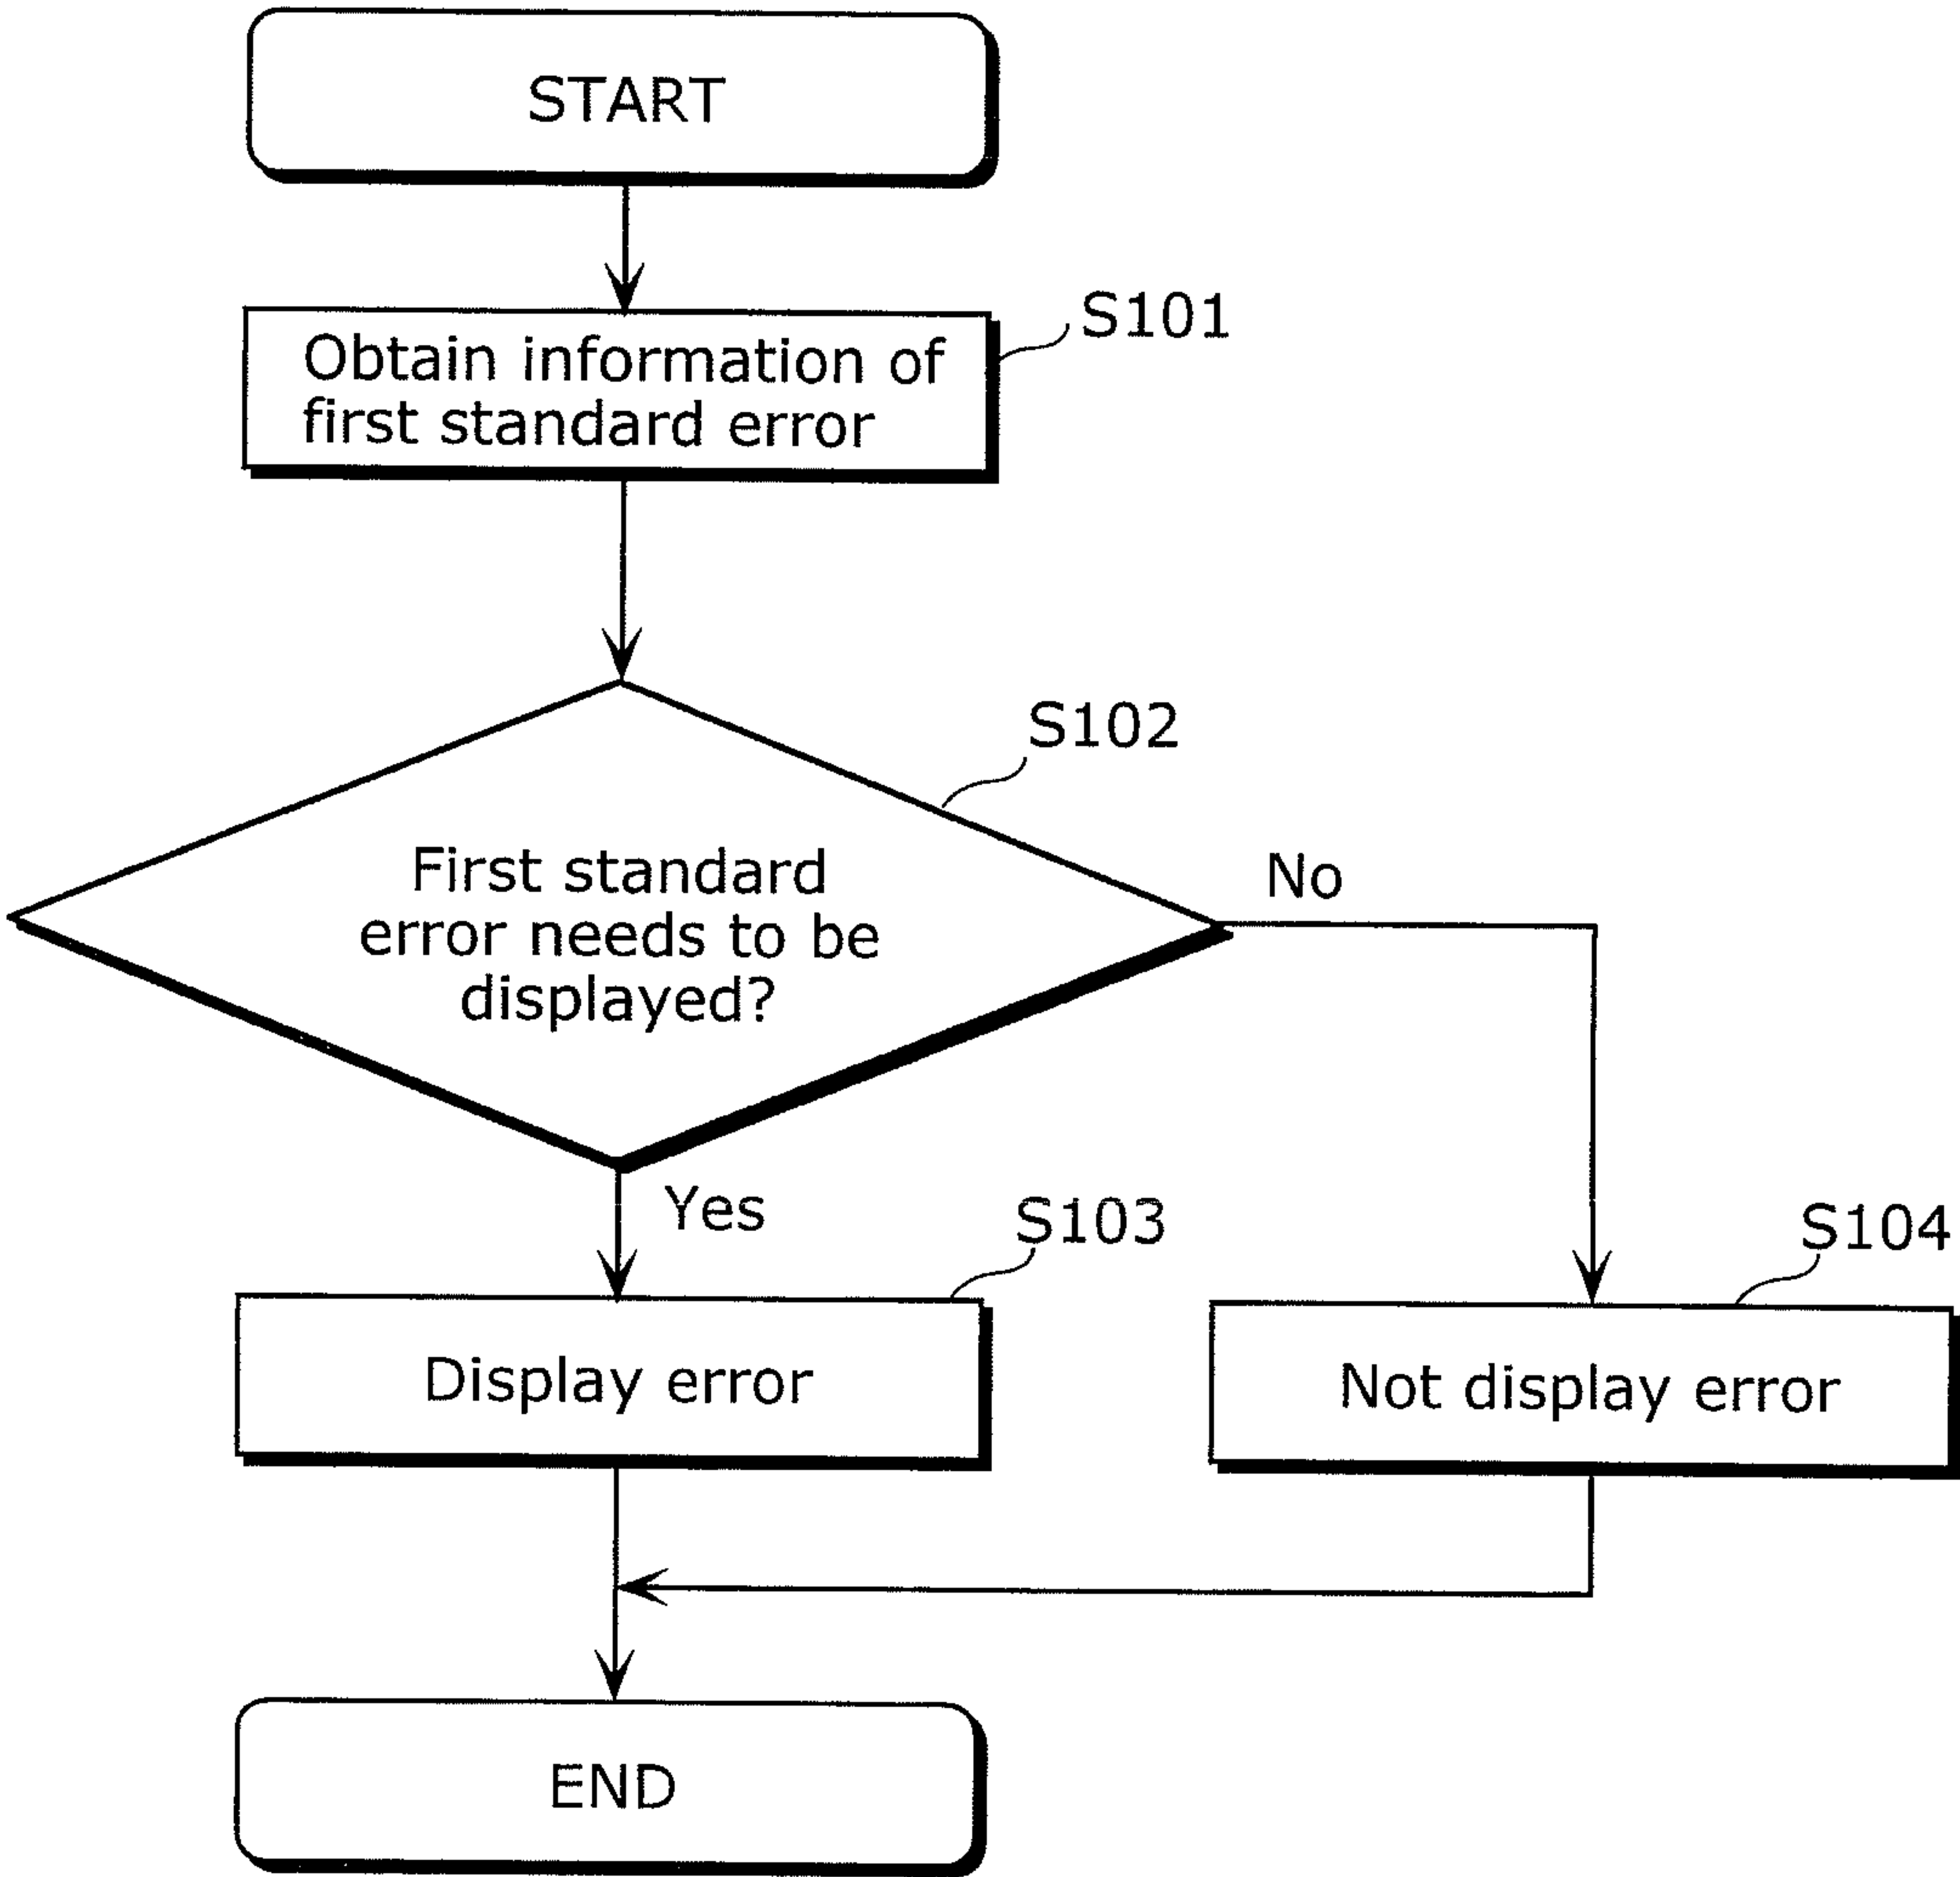 START
S101
Obtain information of
first standard error
S102
First standard
error needs to be
displayed?
No
Yes
S103
S104
Display error
Not display error
END